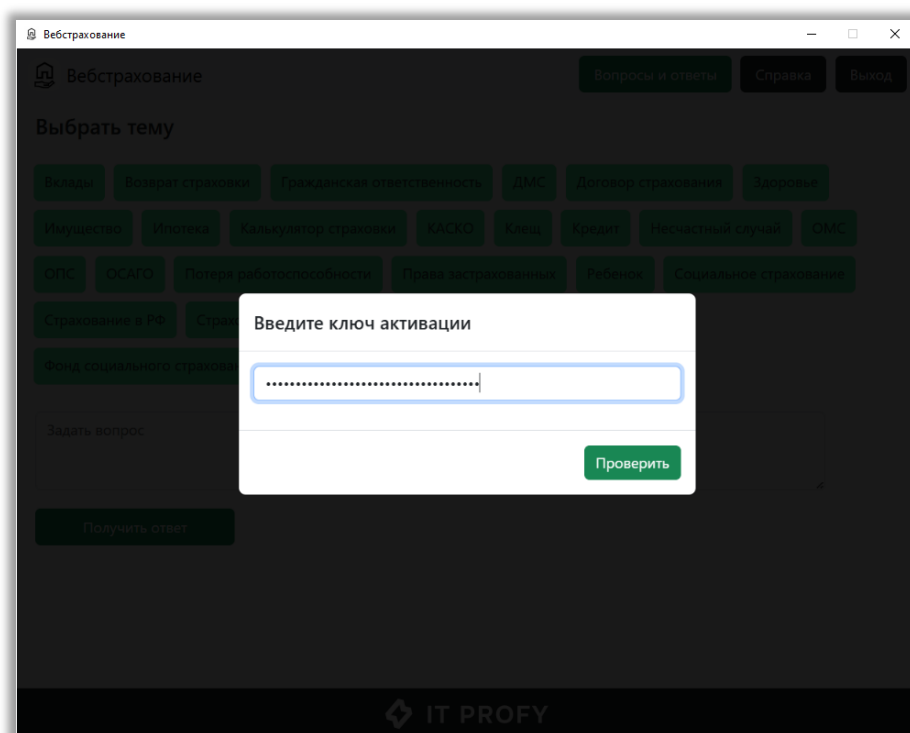 Вебстрахование
Вебстрахование Вопросы и ответы Справка Выход
Выбрать тему
Вклады Возврат страховки Гражданская ответственность ДМС Договор страхования Здоровье
Имущество Ипотека Калькулятор страховки КАСКО Клещ Кредит Несчастный случай ОМС
ОПС ОСАГО Потеря работоспособности Права застрахованных Ребенок Социальное страхование
Страхование в РФ
Фонд социального
Введите ключ активации
••••••••••••••••••••••••••••••••••••
Проверить
Задать вопрос
Получить ответ
IT PROFY